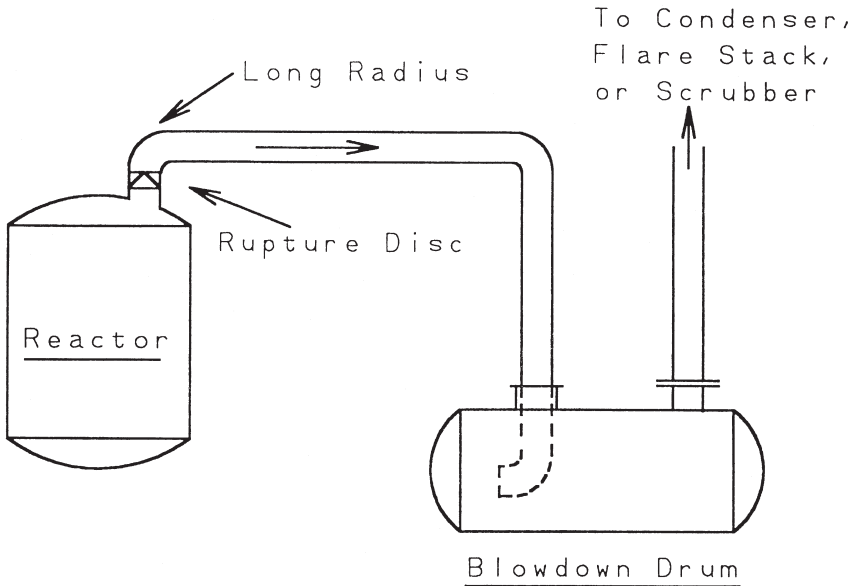 To Condenser,
Flare Stack,
or Scrubber
Long Radius
Rupture Disc
Reactor
Blowdown Drum